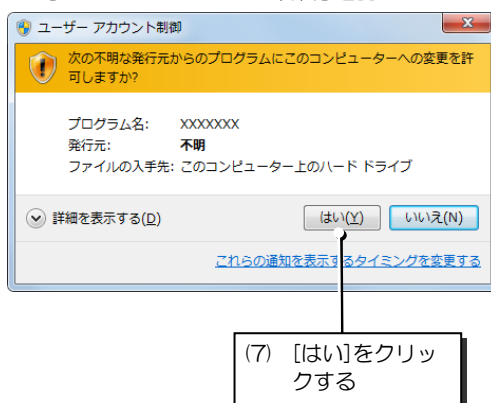 ユーザー アカウント制御
次の不明な発行元からのプログラムにこのコンピューターへの変更を許
可しますか?
プログラム名: XXXXXXX
発行元: 不明
ファイルの入手先: このコンピューター上のハード ドライブ
詳細を表示する(D) はい(Y) いいえ(N)
これらの通知を表示するタイミングを変更する
(7) [はい]をクリッ
クする